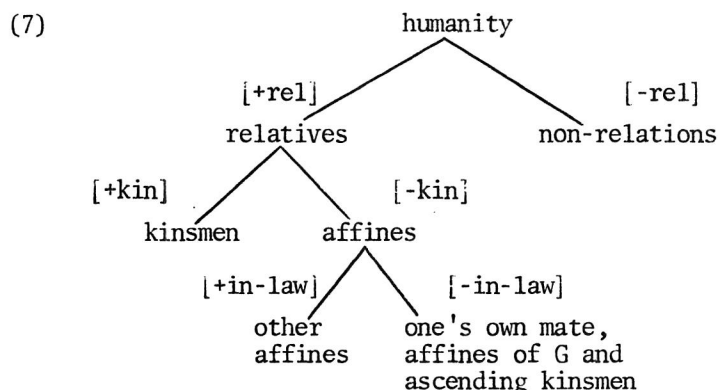 (7) humanity
[+rel] [-rel]
relatives non-relations
[+kin] [-kin]
kinsmen affines
[+in-law] [-in-law]
other one's own mate,
affines affines of G and
ascending kinsmen